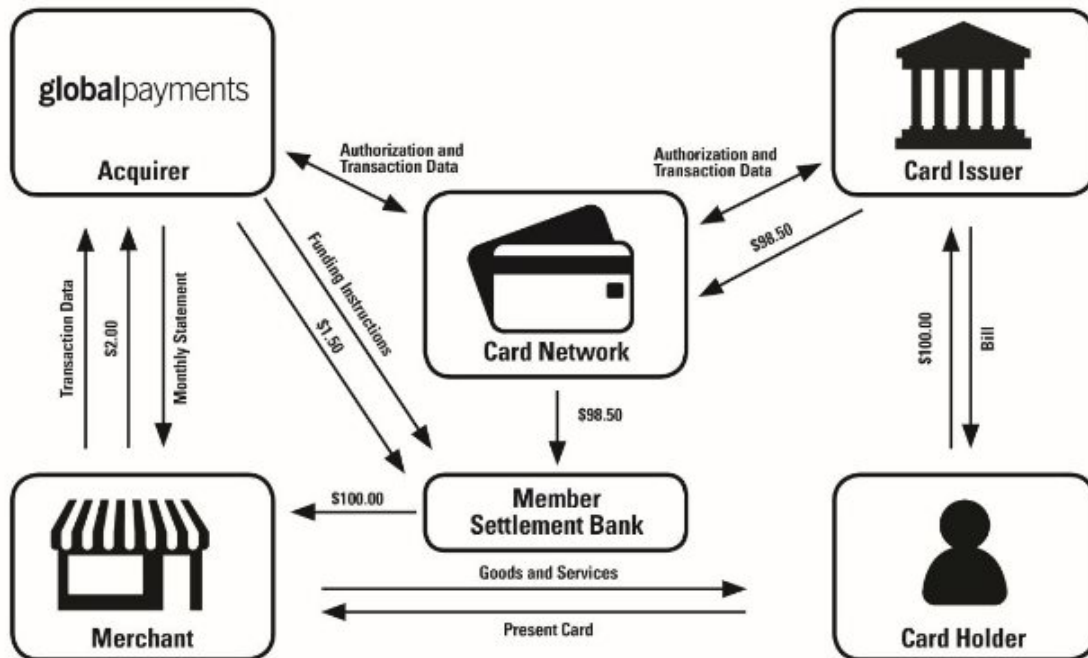 globalpayments
Acquirer
Card Issuer
Authorization and
Transaction Data
Authorization and
Transaction Data
$98.50
Card Network
Funding Instructions
$1.50
Transaction Data
$2.00
Monthly Statement
$100.00
Bill
$98.50
$100.00
Member
Settlement Bank
Goods and Services
Present Card
Merchant
Card Holder